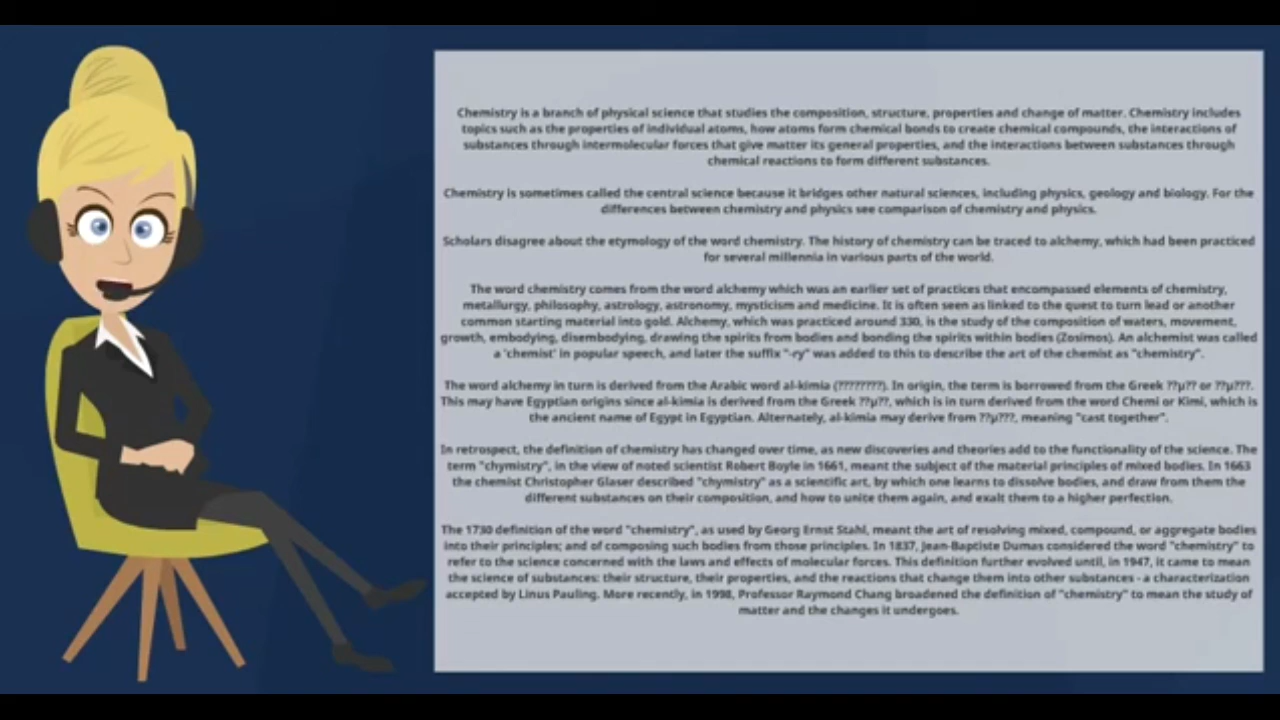 Chemistry is a branch of physical science that studies the composition, structure, properties and change of matter. Chemistry includes
topics such as the properties of individual atoms, how atoms form chemical bonds to create chemical compounds, the interactions of
substances through intermolecular forces that give matter its general properties, and the interactions between substances through
chemical reactions to form different substances.
Chemistry is sometimes called the central science because it bridges other natural sciences, including physics, geology and biology. For the
differences between chemistry and physics see comparison of chemistry and physics.
Scholars disagree about the etymology of the word chemistry. The history of chemistry can be traced to alchemy, which had been practiced
for several millennia in various parts of the world.
The word chemistry comes from the word alchemy which was an earlier set of practices that encompassed elements of chemistry,
metallurgy, philosophy, astrology, astronomy, mysticism and medicine. It is often seen as linked to the quest to turn lead or another
common starting material into gold. Alchemy, which was practiced around 330, is the study of the composition of waters, movement,
growth, embodying, disembodying, drawing the spirits from bodies and bonding the spirits within bodies (Zosimos). An alchemist was called
a 'chemist' in popular speech, and later the suffix "-ry" was added to this to describe the art of the chemist as "chemistry".
The word alchemy in turn is derived from the Arabic word al-kimia (????????). In origin, the term is borrowed from the Greek ??µ?? or ??µ???.
This may have Egyptian origins since al-kimia is derived from the Greek ??µ??, which is in turn derived from the word Chemi or Kimi, which is
the ancient name of Egypt in Egyptian. Alternately, al-kimia may derive from ??µ???, meaning "cast together".
In retrospect, the definition of chemistry has changed over time, as new discoveries and theories add to the functionality of the science. The
term "chymistry", in the view of noted scientist Robert Boyle in 1661, meant the subject of the material principles of mixed bodies. In 1663
the chemist Christopher Glaser described "chymistry" as a scientific art, by which one learns to dissolve bodies, and draw from them the
different substances on their composition, and how to unite them again, and exalt them to a higher perfection.
The 1730 definition of the word "chemistry", as used by Georg Ernst Stahl, meant the art of resolving mixed, compound, or aggregate bodies
into their principles; and of composing such bodies from those principles. In 1837, Jean-Baptiste Dumas considered the word "chemistry" to
refer to the science concerned with the laws and effects of molecular forces. This definition further evolved until, in 1947, it came to mean
the science of substances: their structure, their properties, and the reactions that change them into other substances - a characterization
accepted by Linus Pauling. More recently, in 1998, Professor Raymond Chang broadened the definition of "chemistry" to mean the study of
matter and the changes it undergoes.